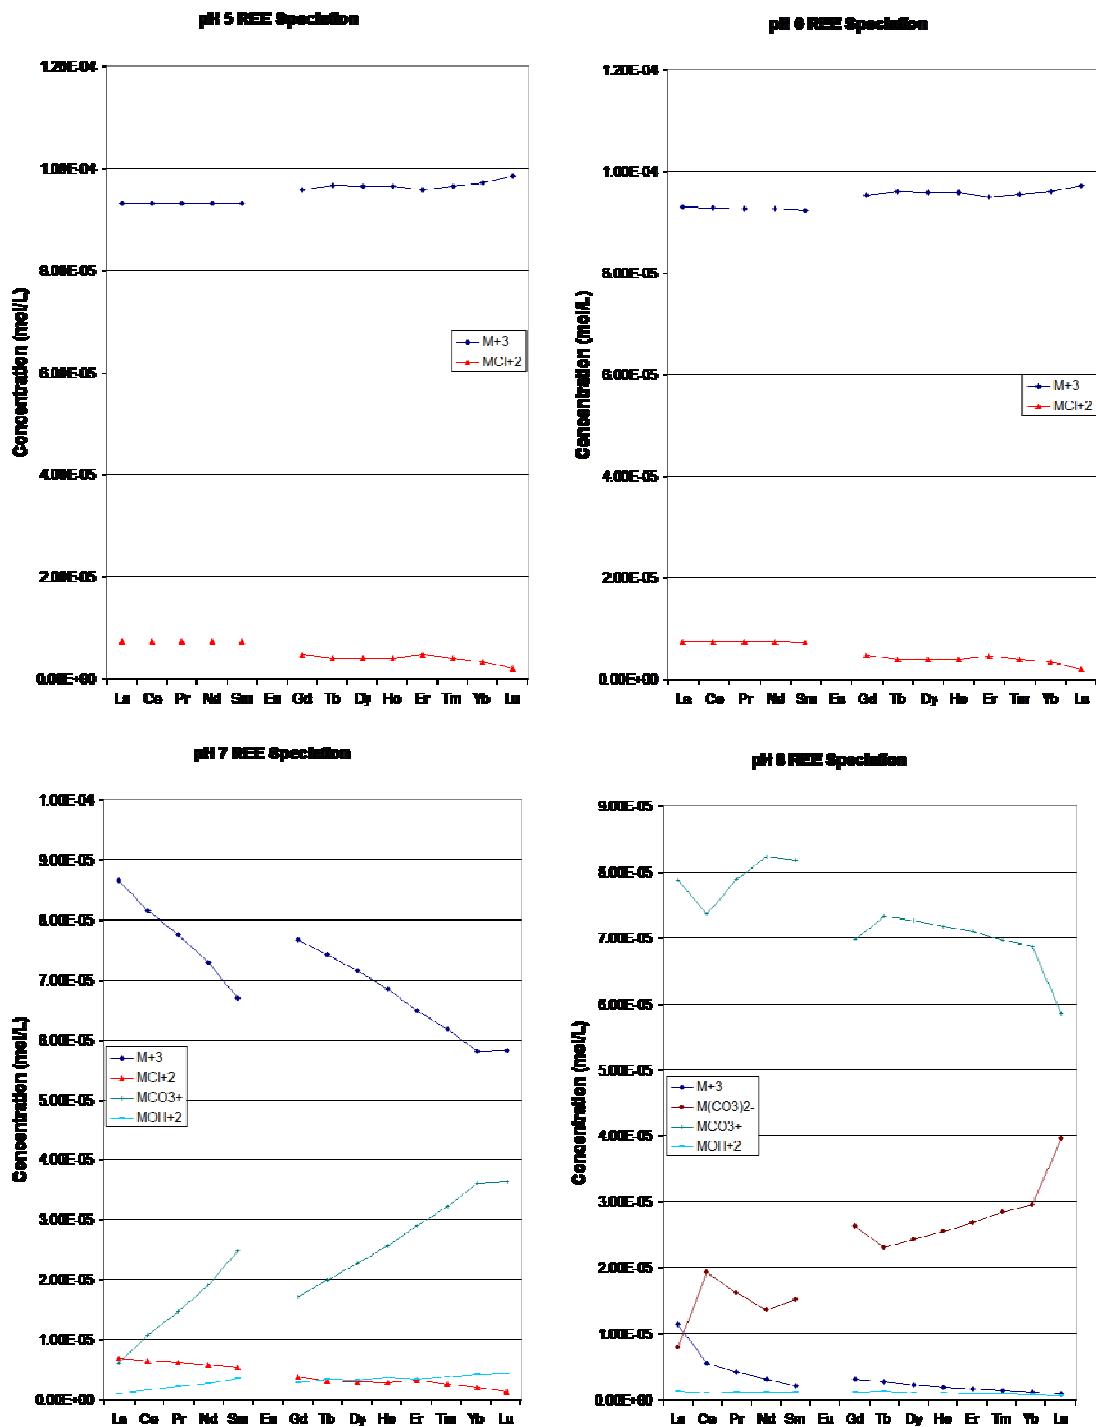 pH 5 REE Speciation
1.20E-04
1.00E-04
8.00E-05
6.00E-05
4.00E-05
2.00E-05
0.00E+00
Concentration (mol/L)
M+3
MCl+2
La Ce Pr Nd Sm Eu Gd Tb Dy Ho Er Tm Yb Lu
pH 6 REE Speciation
1.20E-04
1.00E-04
8.00E-05
6.00E-05
4.00E-05
2.00E-05
0.00E+00
Concentration (mol/L)
M+3
MCl+2
La Ce Pr Nd Sm Eu Gd Tb Dy Ho Er Tm Yb Lu
pH 7 REE Speciation
1.00E-04
9.00E-05
8.00E-05
7.00E-05
6.00E-05
5.00E-05
4.00E-05
3.00E-05
2.00E-05
1.00E-05
0.00E+00
Concentration (mol/L)
M+3
MCl+2
MCO3+
MOH+2
La Ce Pr Nd Sm Eu Gd Tb Dy Ho Er Tm Yb Lu
pH 8 REE Speciation
9.00E-05
8.00E-05
7.00E-05
6.00E-05
5.00E-05
4.00E-05
3.00E-05
2.00E-05
1.00E-05
0.00E+00
Concentration (mol/L)
M+3
M(CO3)2-
MCO3+
MOH+2
La Ce Pr Nd Sm Eu Gd Tb Dy Ho Er Tm Yb Lu